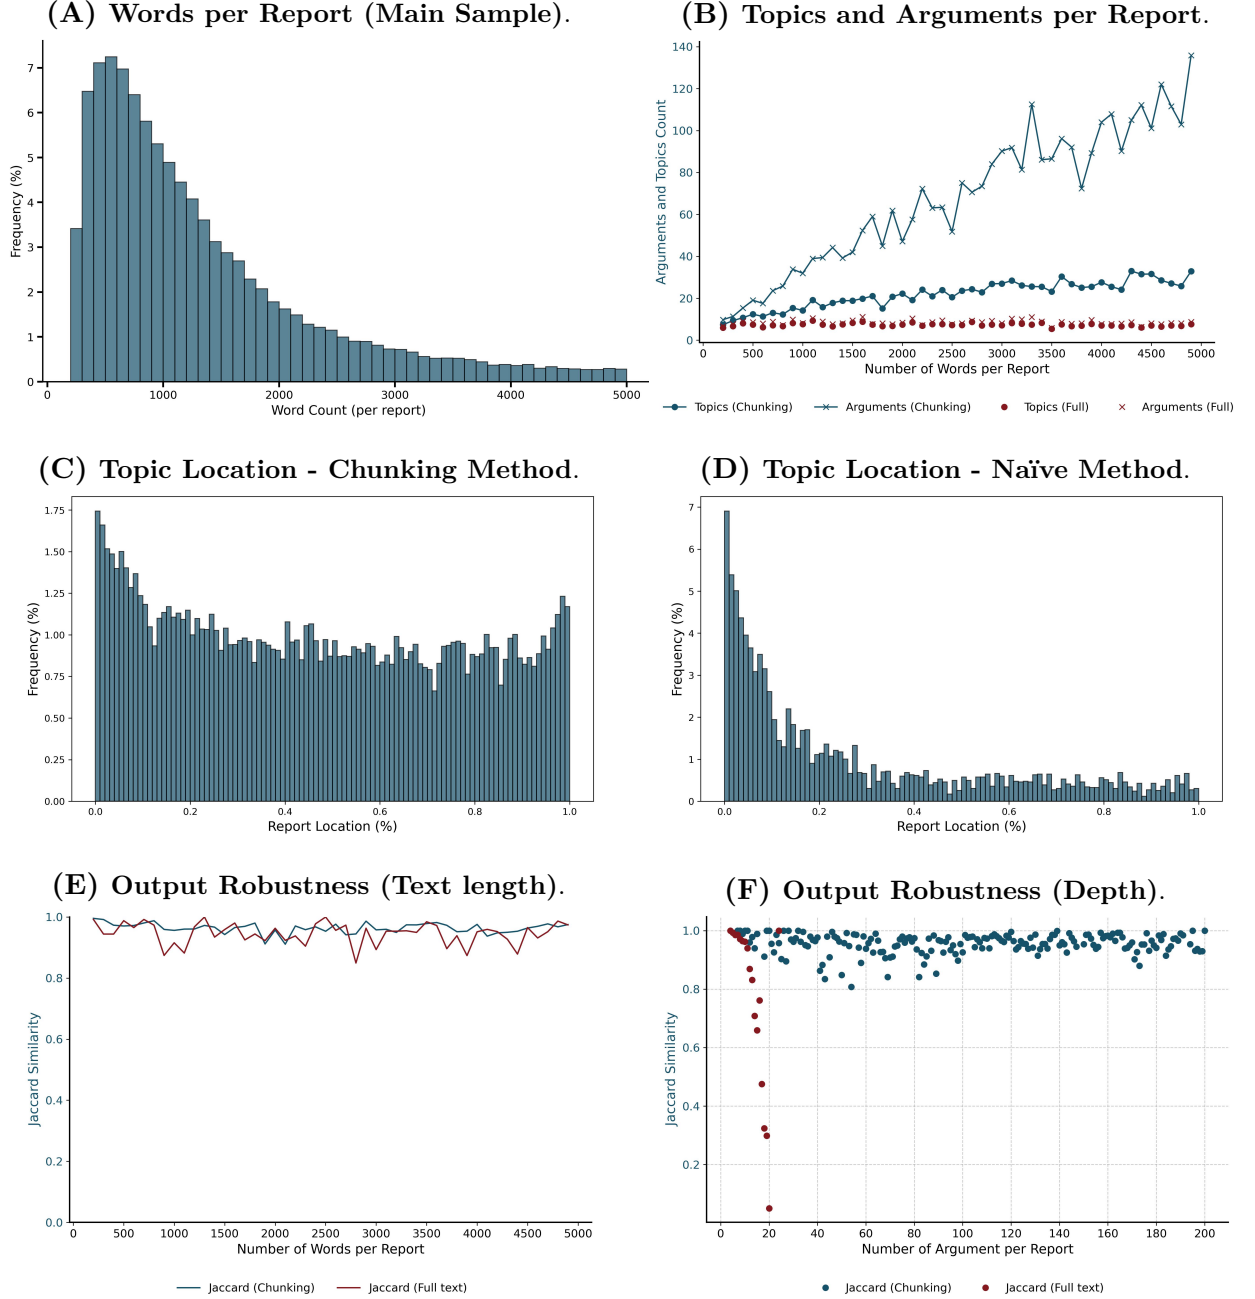 (A) Words per Report (Main Sample).
7
6
5
4
3
2
1
0
Frequency (%)
0 1000 2000 3000 4000 5000
Word Count (per report)
(B) Topics and Arguments per Report.
140
120
100
80
60
40
20
0
Arguments and Topics Count
0 500 1000 1500 2000 2500 3000 3500 4000 4500 5000
Number of Words per Report
Topics (Chunking) Arguments (Chunking) Topics (Full) Arguments (Full)
(C) Topic Location - Chunking Method.
1.75
1.50
1.25
1.00
0.75
0.50
0.25
0.00
Frequency (%)
0.0 0.2 0.4 0.6 0.8 1.0
Report Location (%)
(D) Topic Location - Naïve Method.
7
6
5
4
3
2
1
0
Frequency (%)
0.0 0.2 0.4 0.6 0.8 1.0
Report Location (%)
(E) Output Robustness (Text length).
1.0
0.8
0.6
0.4
0.2
0.0
Jaccard Similarity
0 500 1000 1500 2000 2500 3000 3500 4000 4500 5000
Number of Words per Report
Jaccard (Chunking) Jaccard (Full text)
(F) Output Robustness (Depth).
1.0
0.8
0.6
0.4
0.2
Jaccard Similarity
0 20 40 60 80 100 120 140 160 180 200
Number of Argument per Report
Jaccard (Chunking) Jaccard (Full text)